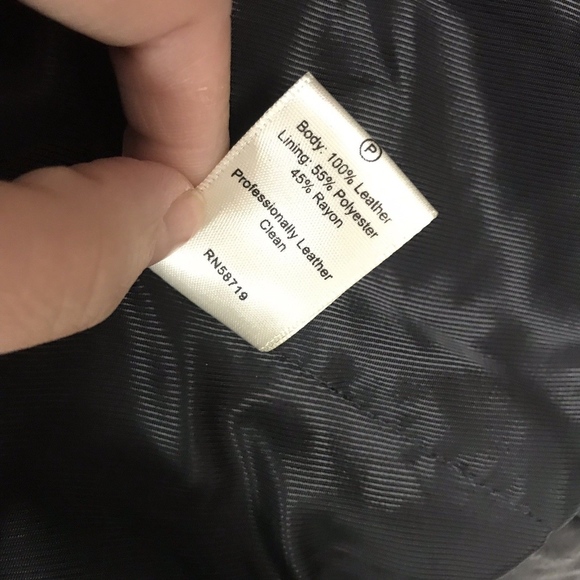 P
Body: 100% Leather
Lining: 55% Polyester
45% Rayon
Professionally Leather
Clean
RN58719